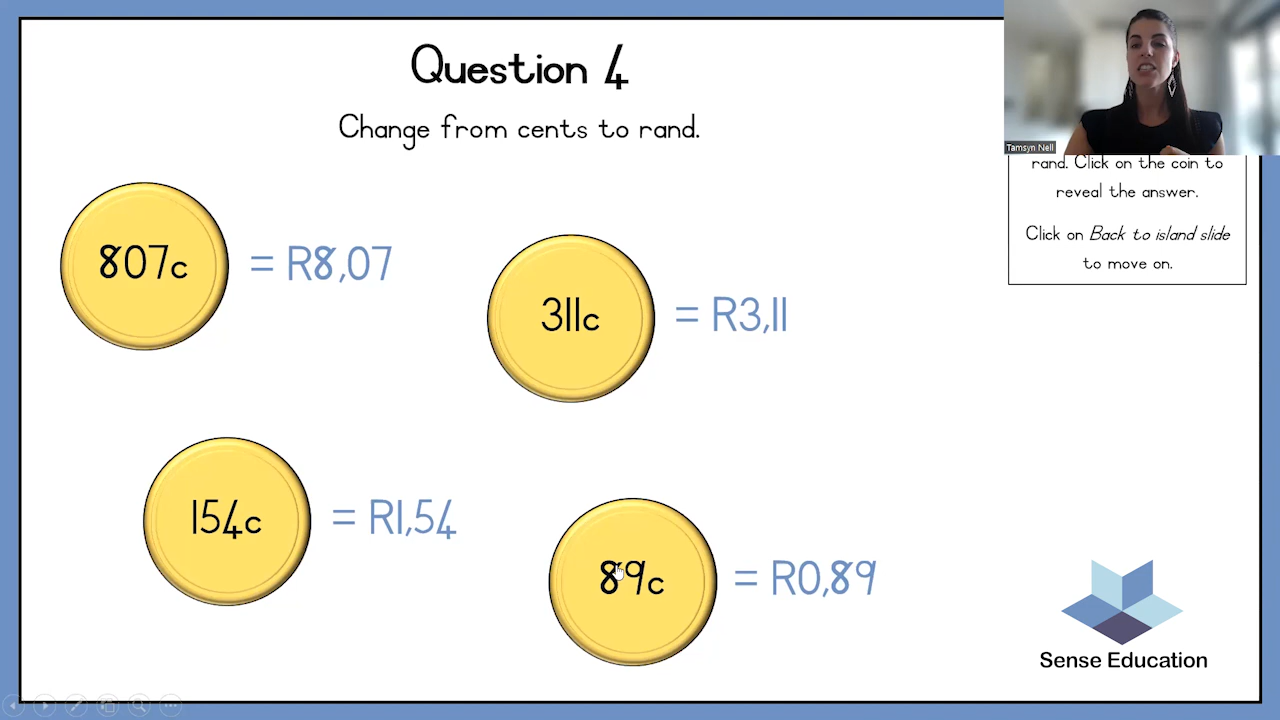 Question 4
Change from cents to rand.
807c = R8,07
311c = R3,11
154c = R1,54
89c = R0,89
Tamsyn Nell
rand. Click on the coin to
reveal the answer.
Click on Back to island slide
to move on.
Sense Education